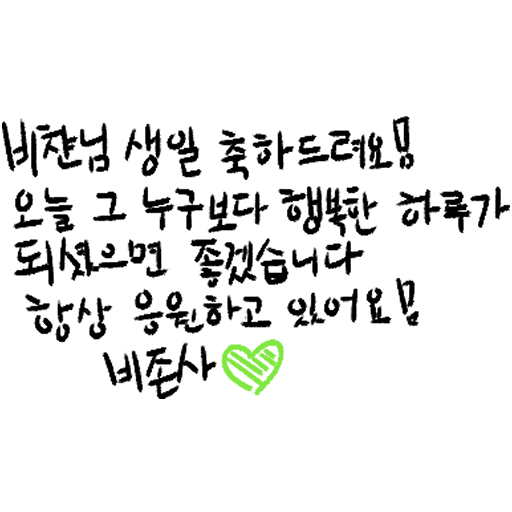 비챤님 생일 축하드려요!!
오늘 그 누구보다 행복한 하루가
되셨으면 좋겠습니다
항상 응원하고 있어요!!
비존사